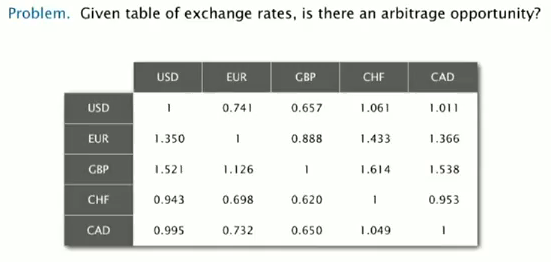 Problem. Given table of exchange rates, is there an arbitrage opportunity?
USD EUR GBP CHF CAD
USD 1 0.741 0.657 1.061 1.011
EUR 1.350 1 0.888 1.433 1.366
GBP 1.521 1.126 1 1.614 1.538
CHF 0.943 0.698 0.620 1 0.953
CAD 0.995 0.732 0.650 1.049 1